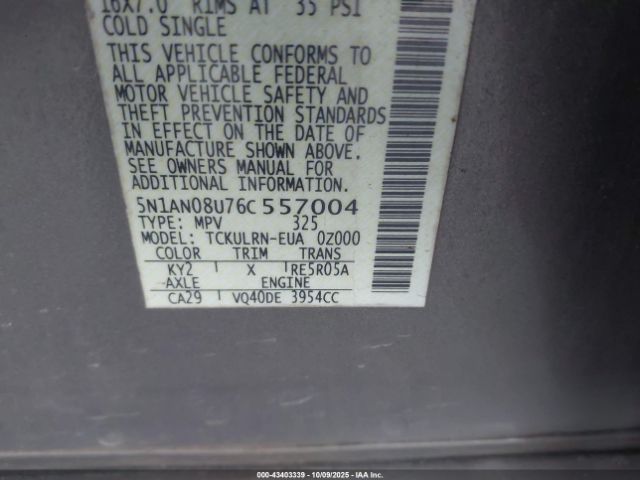 16X7.0 RIMS AT 35 PSI
COLD SINGLE
THIS VEHICLE CONFORMS TO
ALL APPLICABLE FEDERAL
MOTOR VEHICLE SAFETY AND
THEFT PREVENTION STANDARDS
IN EFFECT ON THE DATE OF
MANUFACTURE SHOWN ABOVE.
SEE OWNERS MANUAL FOR
ADDITIONAL INFORMATION.
5N1AN08U76C 557004
TYPE: MPV 325
MODEL: TCKULRN-EUA 0Z000
COLOR TRIM TRANS
KY2 X RE5R05A
AXLE ENGINE
CA29 VQ40DE 3954CC
000-43403339 - 10/09/2025 - IAA Inc.